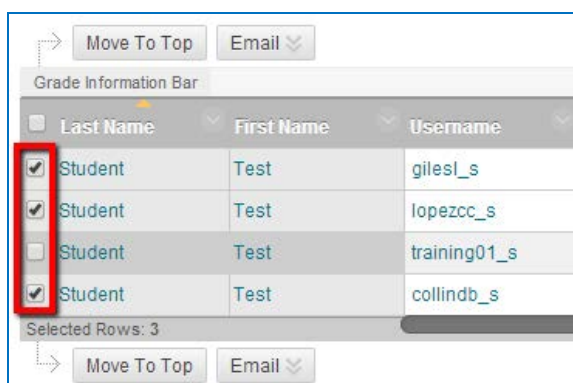 Move To Top Email
Grade Information Bar
Last Name First Name Username
Student Test gilesl_s
Student Test lopezcc_s
Student Test training01_s
Student Test collindb_s
Selected Rows: 3
Move To Top Email